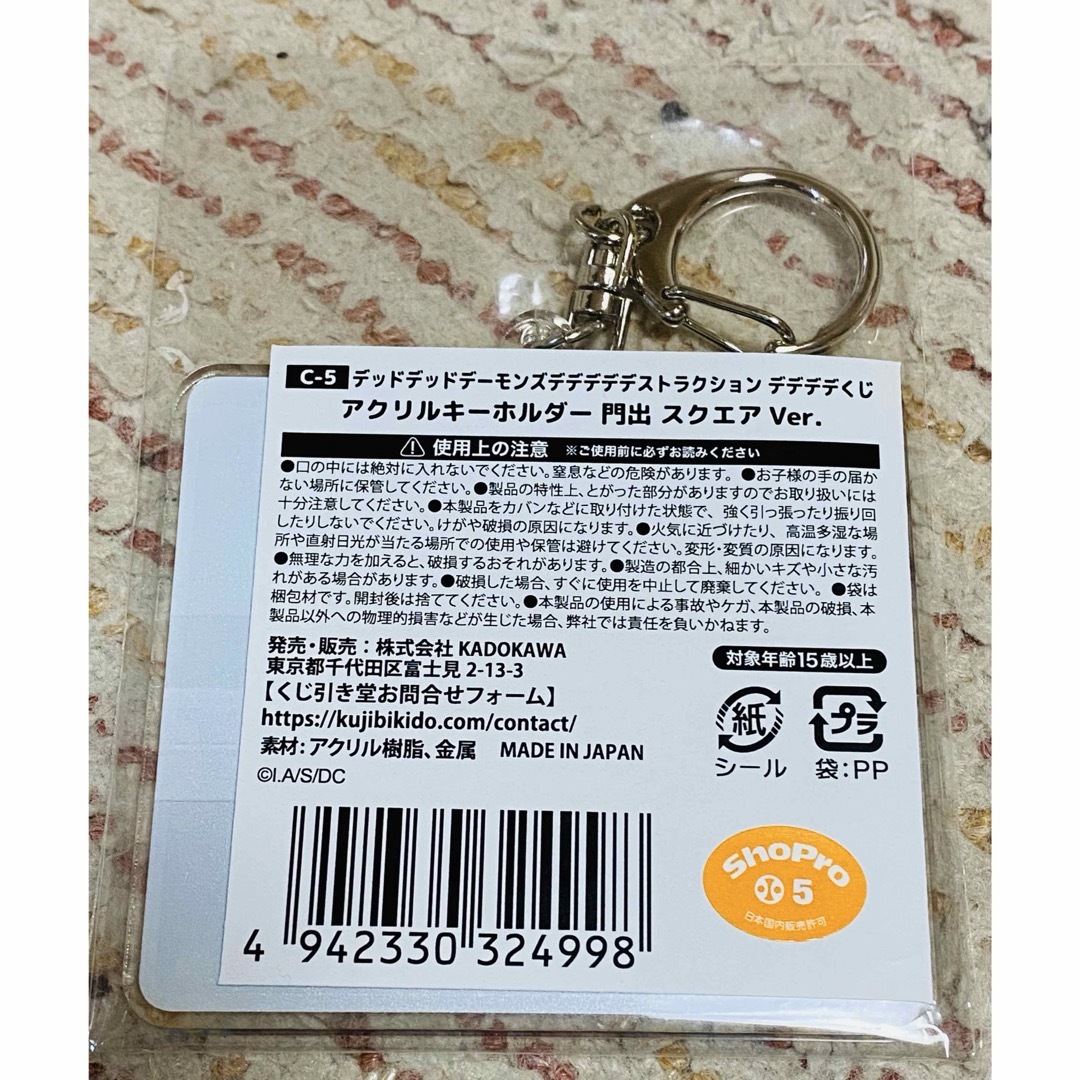 C-5 デッドデッドデーモンズデデデデデストラクション デデデデくじ
アクリルキーホルダー 門出 スクエア Ver.
⚠ 使用上の注意 ※ご使用前に必ずお読みください
●口の中には絶対に入れないでください。窒息などの危険があります。●お子様の手の届か
ない場所に保管してください。●製品の特性上、とがった部分がありますのでお取り扱いには
十分注意してください。●本製品をカバンなどに取り付けた状態で、強く引っ張ったり振り回
したりしないでください。けがや破損の原因になります。●火気に近づけたり、高温多湿な場
所や直射日光が当たる場所での使用や保管は避けてください。変形・変質の原因になります。
●無理な力を加えると、破損するおそれがあります。●製造の都合上、細かいキズや小さな汚
れがある場合があります。●破損した場合、すぐに使用を中止して廃棄してください。●袋は
梱包材です。開封後は捨ててください。●本製品の使用による事故やケガ、本製品の破損、本
製品以外への物理的損害などが生じた場合、弊社では責任を負いかねます。
発売・販売：株式会社 KADOKAWA
東京都千代田区富士見 2-13-3
【くじ引き堂お問合せフォーム】
https://kujibikido.com/contact/
素材：アクリル樹脂、金属 MADE IN JAPAN
©I.A/S/DC
対象年齢15歳以上
紙
シール
プラ
袋：PP
ShoPro
5
日本国内販売許可
4 942330 324998